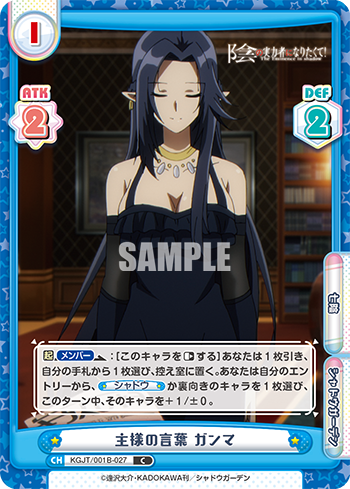 I
陰の実力者になりたくて!
The Eminence in Shadow
ATK
2
DEF
2
七陰
シャドウガーデン
SAMPLE
起 メンバー :［このキャラを する］あなたは1枚引き、
自分の手札から1枚選び、控え室に置く。あなたは自分のエ
ントリーから、 シャドウ か裏向きのキャラを1枚選び、
このターン中、そのキャラを＋1/±0。
主様の言葉 ガンマ
CH KGJT/001B-027 C
©逢沢大介・KADOKAWA刊／シャドウガーデン